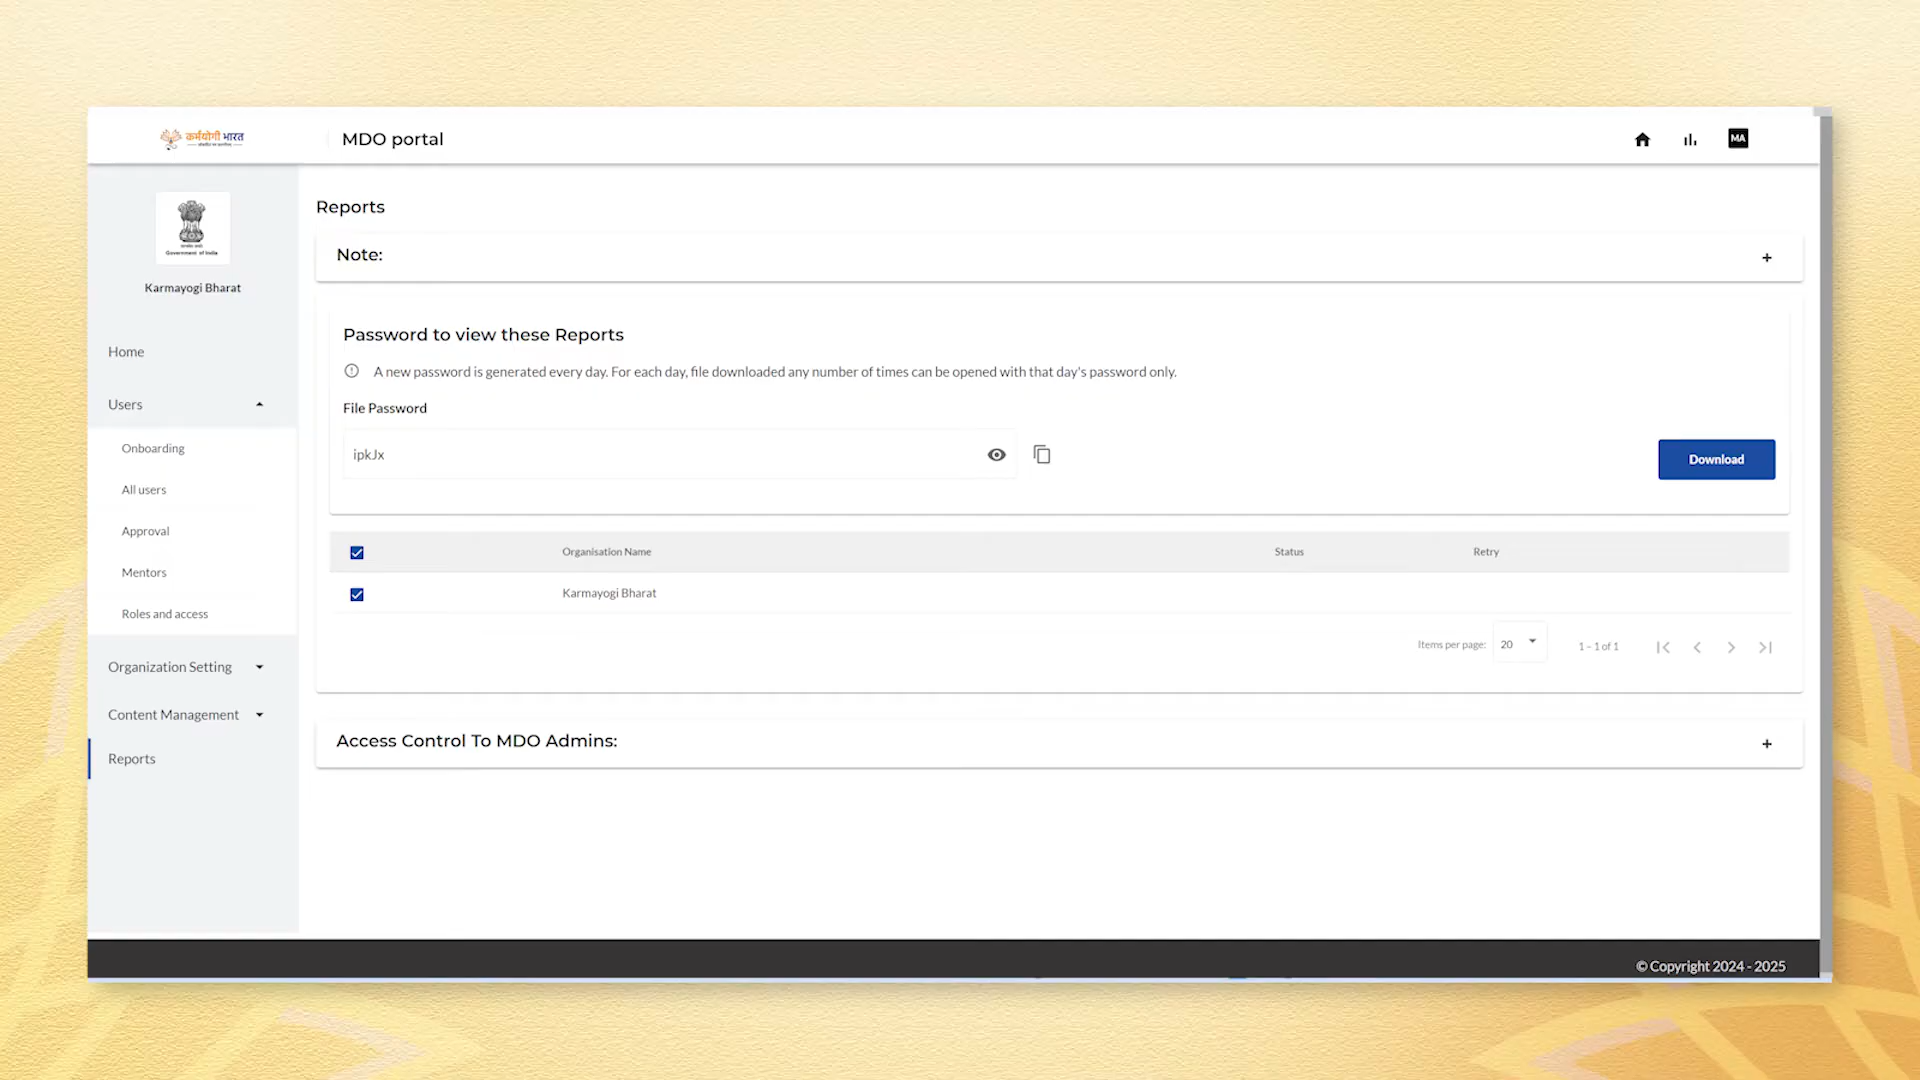 कर्मयोगी भारत
MDO portal
MA
Government of India
Karmayogi Bharat
Home
Users
Onboarding
All users
Approval
Mentors
Roles and access
Organization Setting
Content Management
Reports
Reports
Note:
+
Password to view these Reports
A new password is generated every day. For each day, file downloaded any number of times can be opened with that day's password only.
File Password
ipkJx
Download
Organisation Name Status Retry
Karmayogi Bharat
Items per page: 20 1 – 1 of 1
Access Control To MDO Admins:
+
© Copyright 2024 - 2025